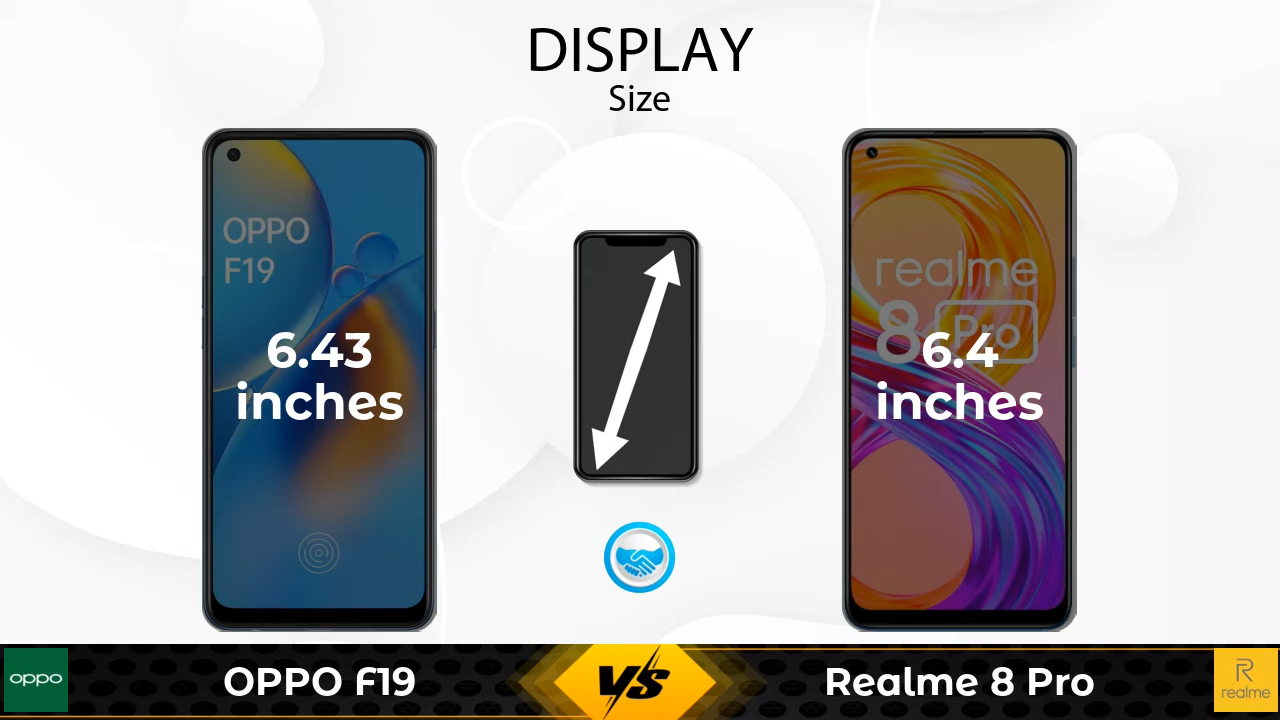 DISPLAY
Size
OPPO
F19
6.43
inches
realme
8 Pro
6.4
inches
oppo
OPPO F19
VS
Realme 8 Pro
R
realme